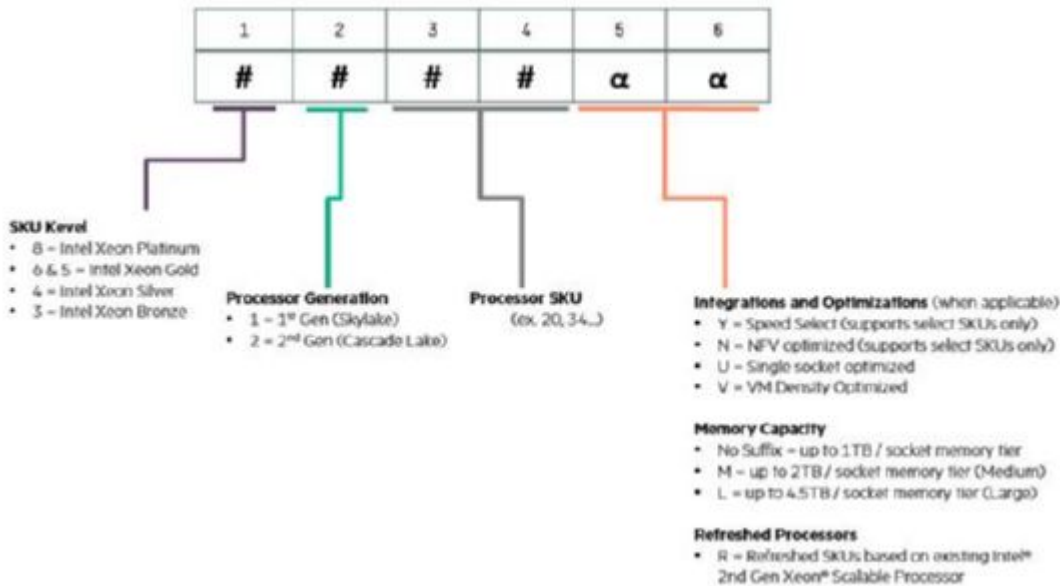 1 2 3 4 5 6
# # # # α α
SKU Kevel
• 8 – Intel Xeon Platinum
• 6 & 5 – Intel Xeon Gold
• 4 – Intel Xeon Silver
• 3 – Intel Xeon Bronze
Processor Generation
• 1 – 1st Gen (Skylake)
• 2 – 2nd Gen (Cascade Lake)
Processor SKU
(ex. 20, 34...)
Integrations and Optimizations (when applicable)
• Y = Speed Select (supports select SKUs only)
• N = NFV optimized (supports select SKUs only)
• U = Single socket optimized
• V = VM Density Optimized
Memory Capacity
• No Suffix – up to 1TB / socket memory tier
• M – up to 2TB / socket memory tier (Medium)
• L = up to 4.5TB / socket memory tier (Large)
Refreshed Processors
• R = Refreshed SKUs based on existing Intel®
2nd Gen Xeon® Scalable Processor